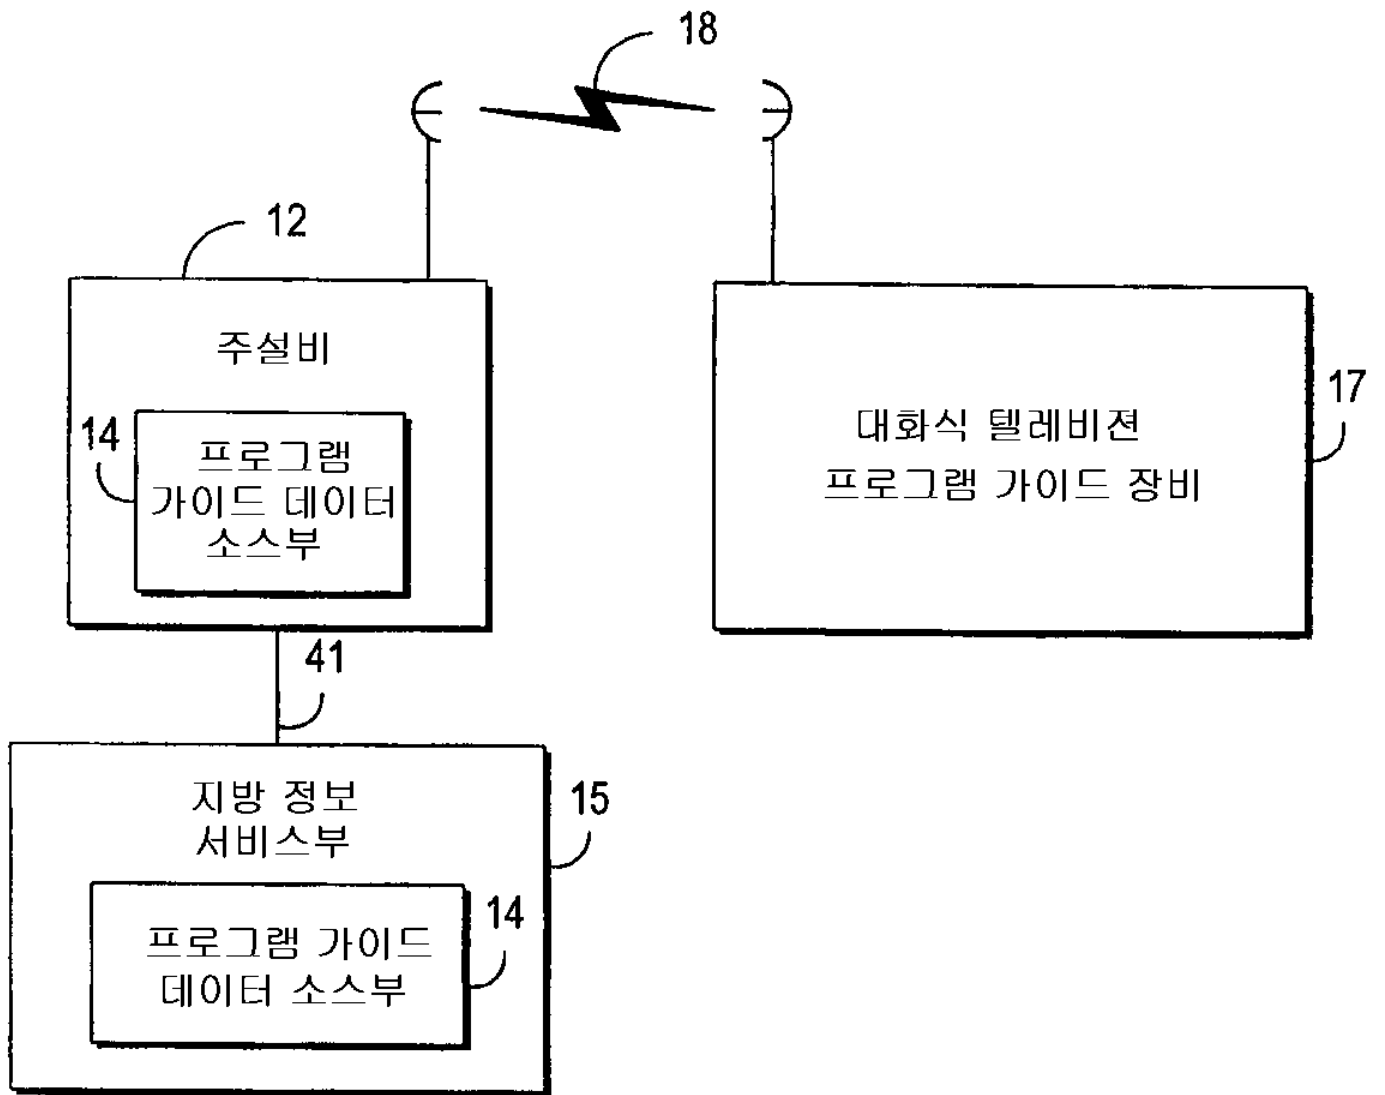 18
12
주설비
14
프로그램
가이드 데이터
소스부
대화식 텔레비젼
프로그램 가이드 장비
17
41
지방 정보
서비스부
15
프로그램 가이드
데이터 소스부
14